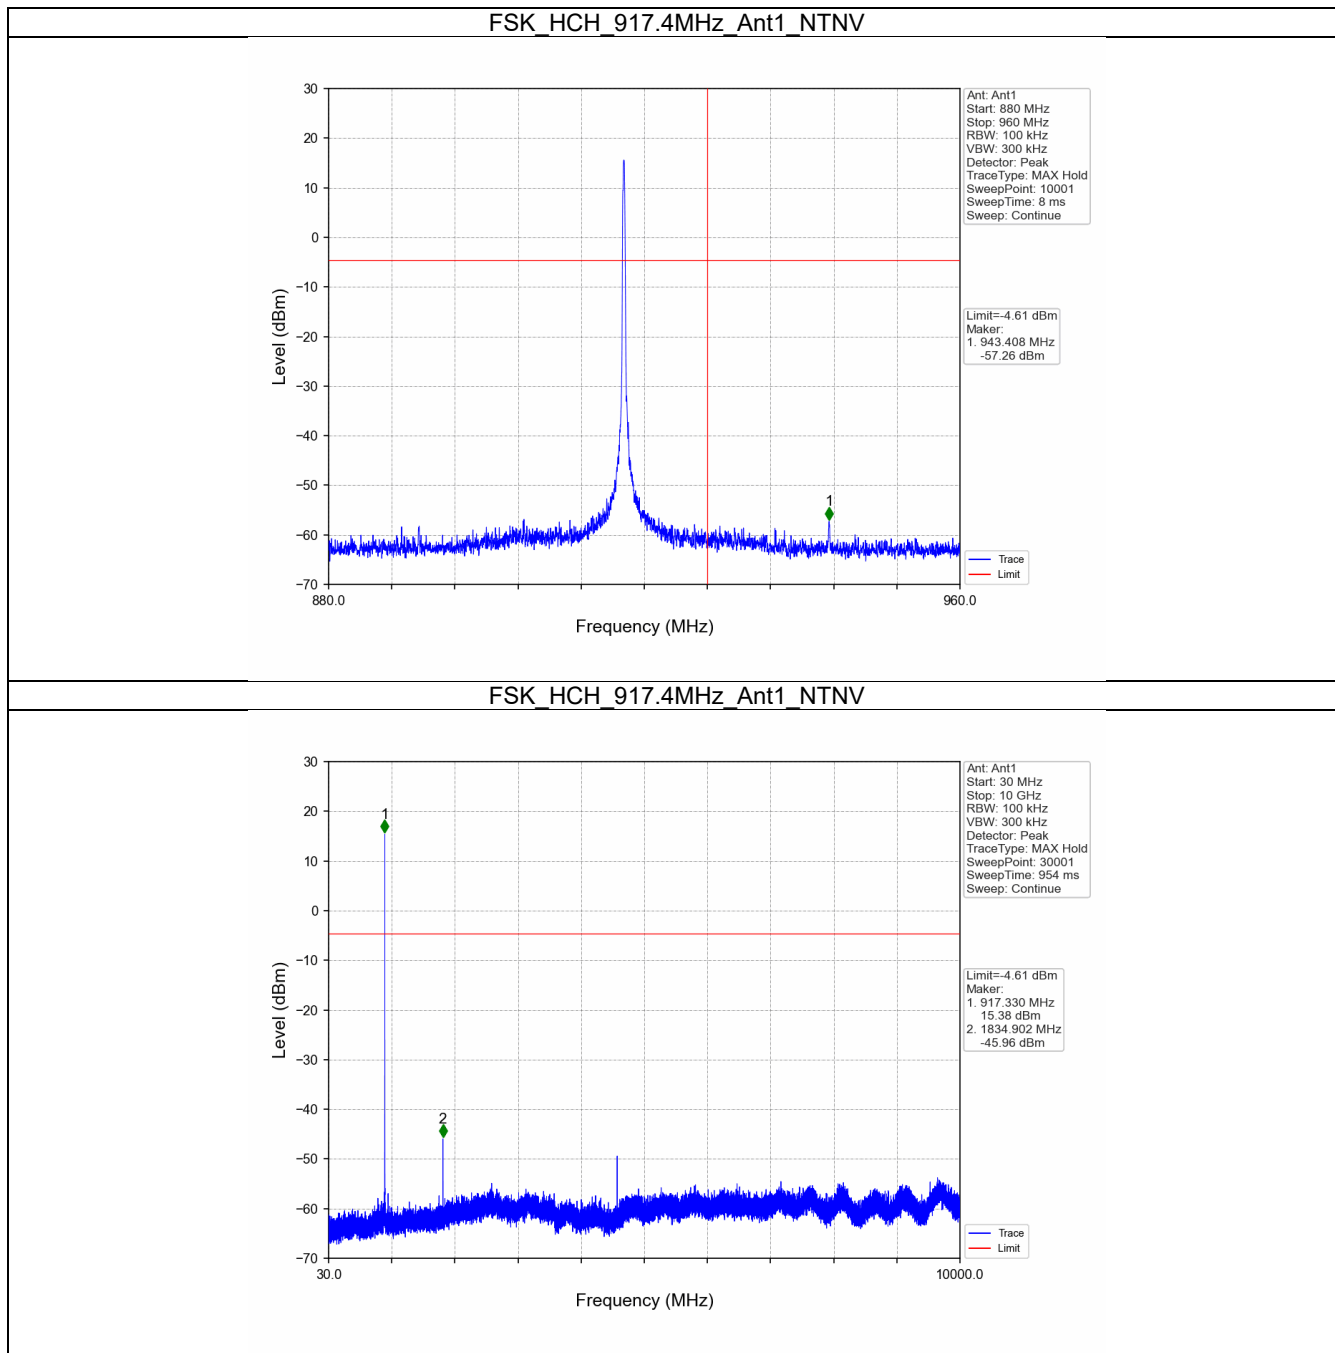 FSK_HCH_917.4MHz_Ant1_NTNV
30
20
10
0
−10
−20
−30
−40
−50
−60
−70
Level (dBm)
880.0
960.0
Frequency (MHz)
1
Ant: Ant1
Start: 880 MHz
Stop: 960 MHz
RBW: 100 kHz
VBW: 300 kHz
Detector: Peak
TraceType: MAX Hold
SweepPoint: 10001
SweepTime: 8 ms
Sweep: Continue
Limit=-4.61 dBm
Maker:
1. 943.408 MHz
-57.26 dBm
Trace
Limit
FSK_HCH_917.4MHz_Ant1_NTNV
30
20
10
0
−10
−20
−30
−40
−50
−60
−70
Level (dBm)
30.0
10000.0
Frequency (MHz)
1
2
Ant: Ant1
Start: 30 MHz
Stop: 10 GHz
RBW: 100 kHz
VBW: 300 kHz
Detector: Peak
TraceType: MAX Hold
SweepPoint: 30001
SweepTime: 954 ms
Sweep: Continue
Limit=-4.61 dBm
Maker:
1. 917.330 MHz
15.38 dBm
2. 1834.902 MHz
-45.96 dBm
Trace
Limit